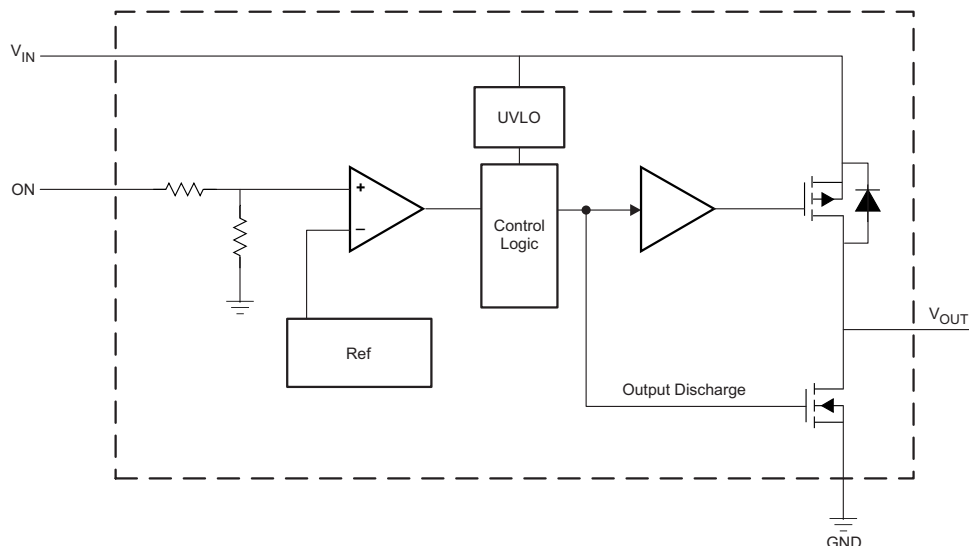 V_IN
UVLO
ON
+
−
Control
Logic
V_OUT
Ref
Output Discharge
GND